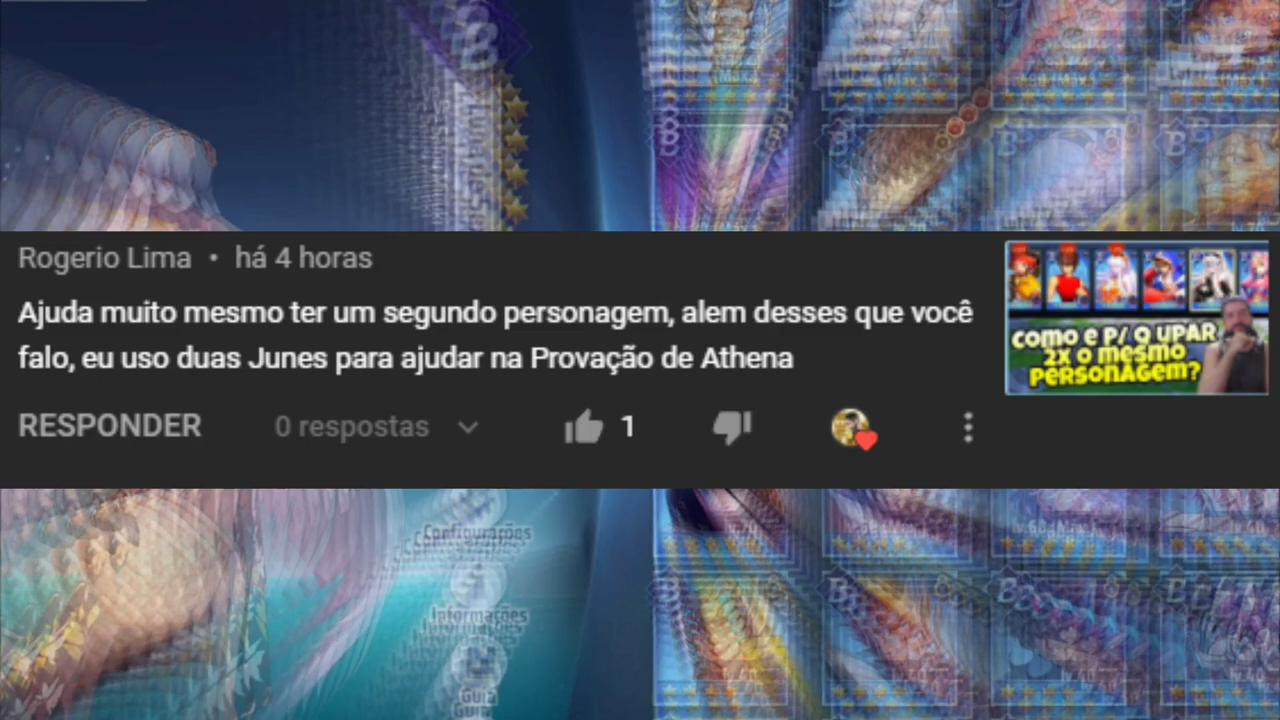 Rogerio Lima • há 4 horas
Ajuda muito mesmo ter um segundo personagem, alem desses que você
falo, eu uso duas Junes para ajudar na Provação de Athena
COMO E P/ Q UPAR
2X O MESMO
PERSONAGEM?
RESPONDER 0 respostas 1
Configurações
Informações
Guia